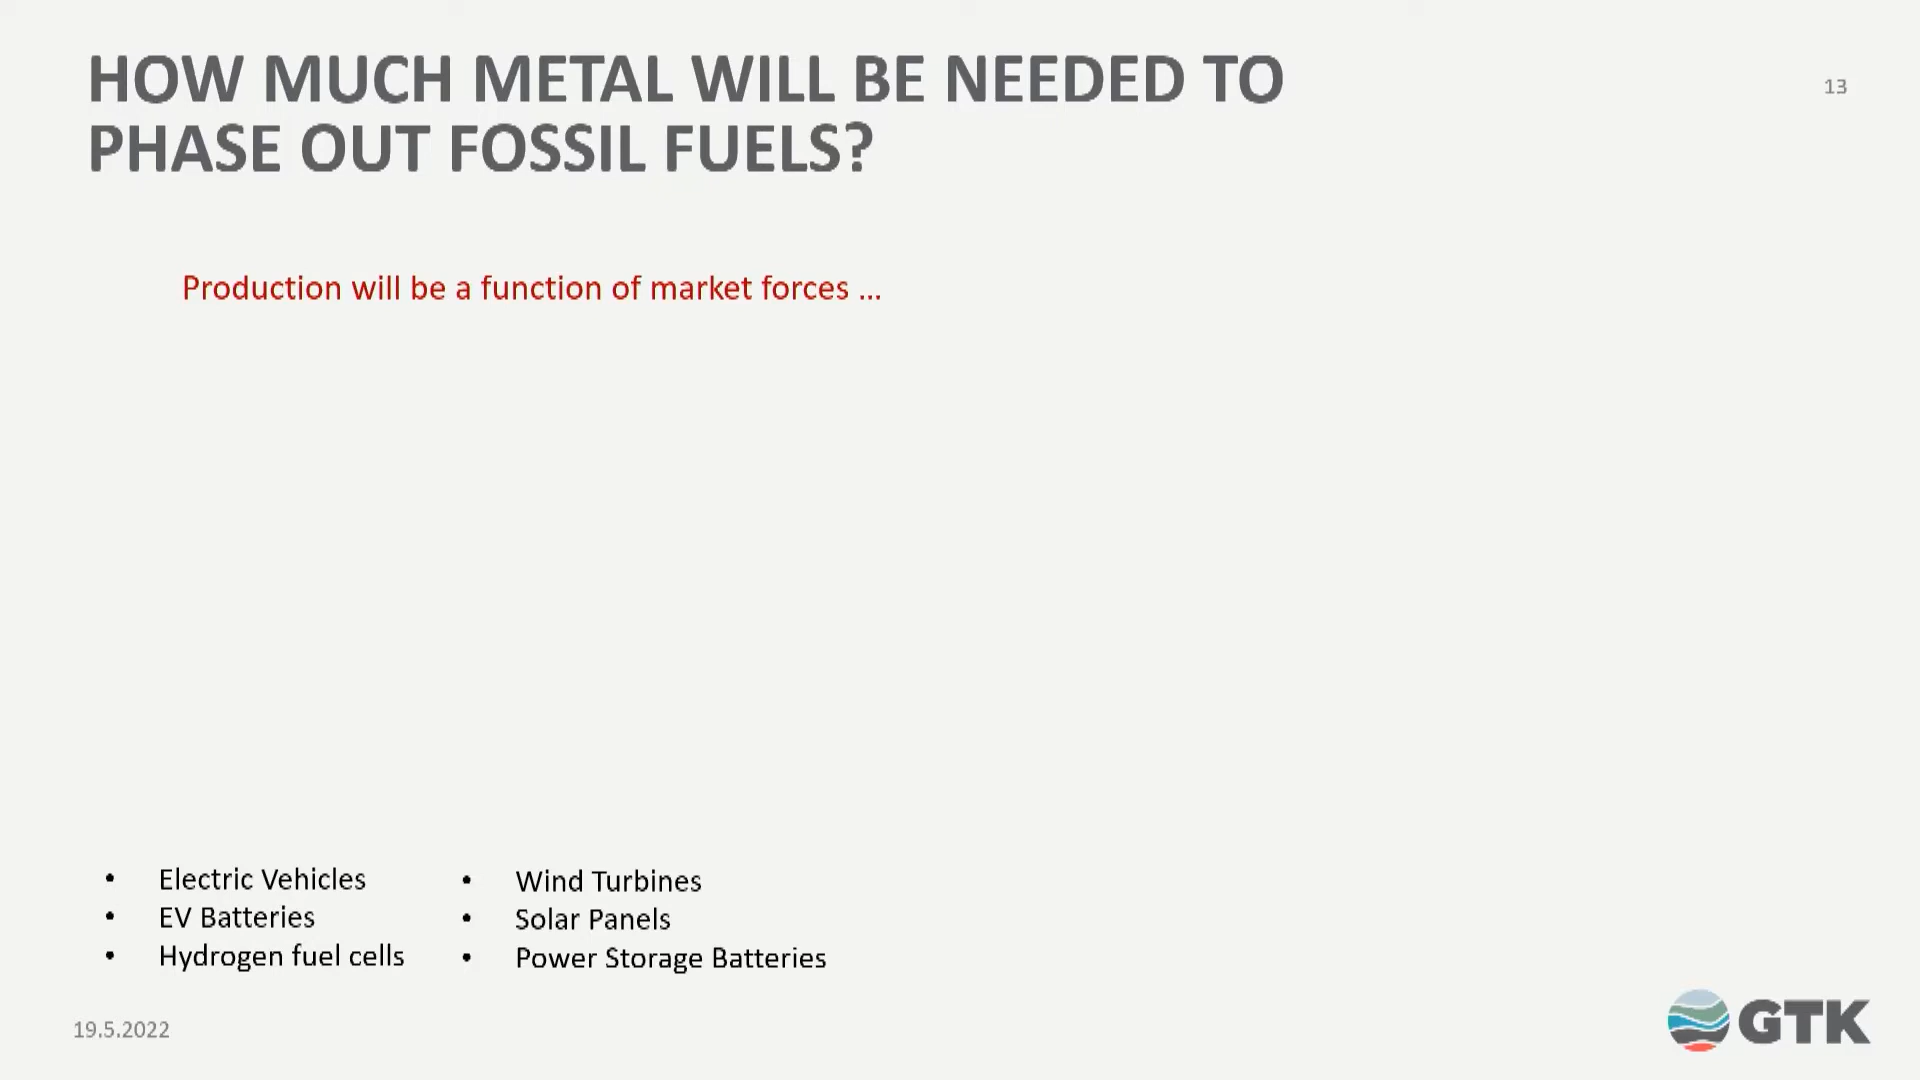 HOW MUCH METAL WILL BE NEEDED TO
PHASE OUT FOSSIL FUELS?
13
Production will be a function of market forces ...
• Electric Vehicles
• EV Batteries
• Hydrogen fuel cells
• Wind Turbines
• Solar Panels
• Power Storage Batteries
19.5.2022
GTK